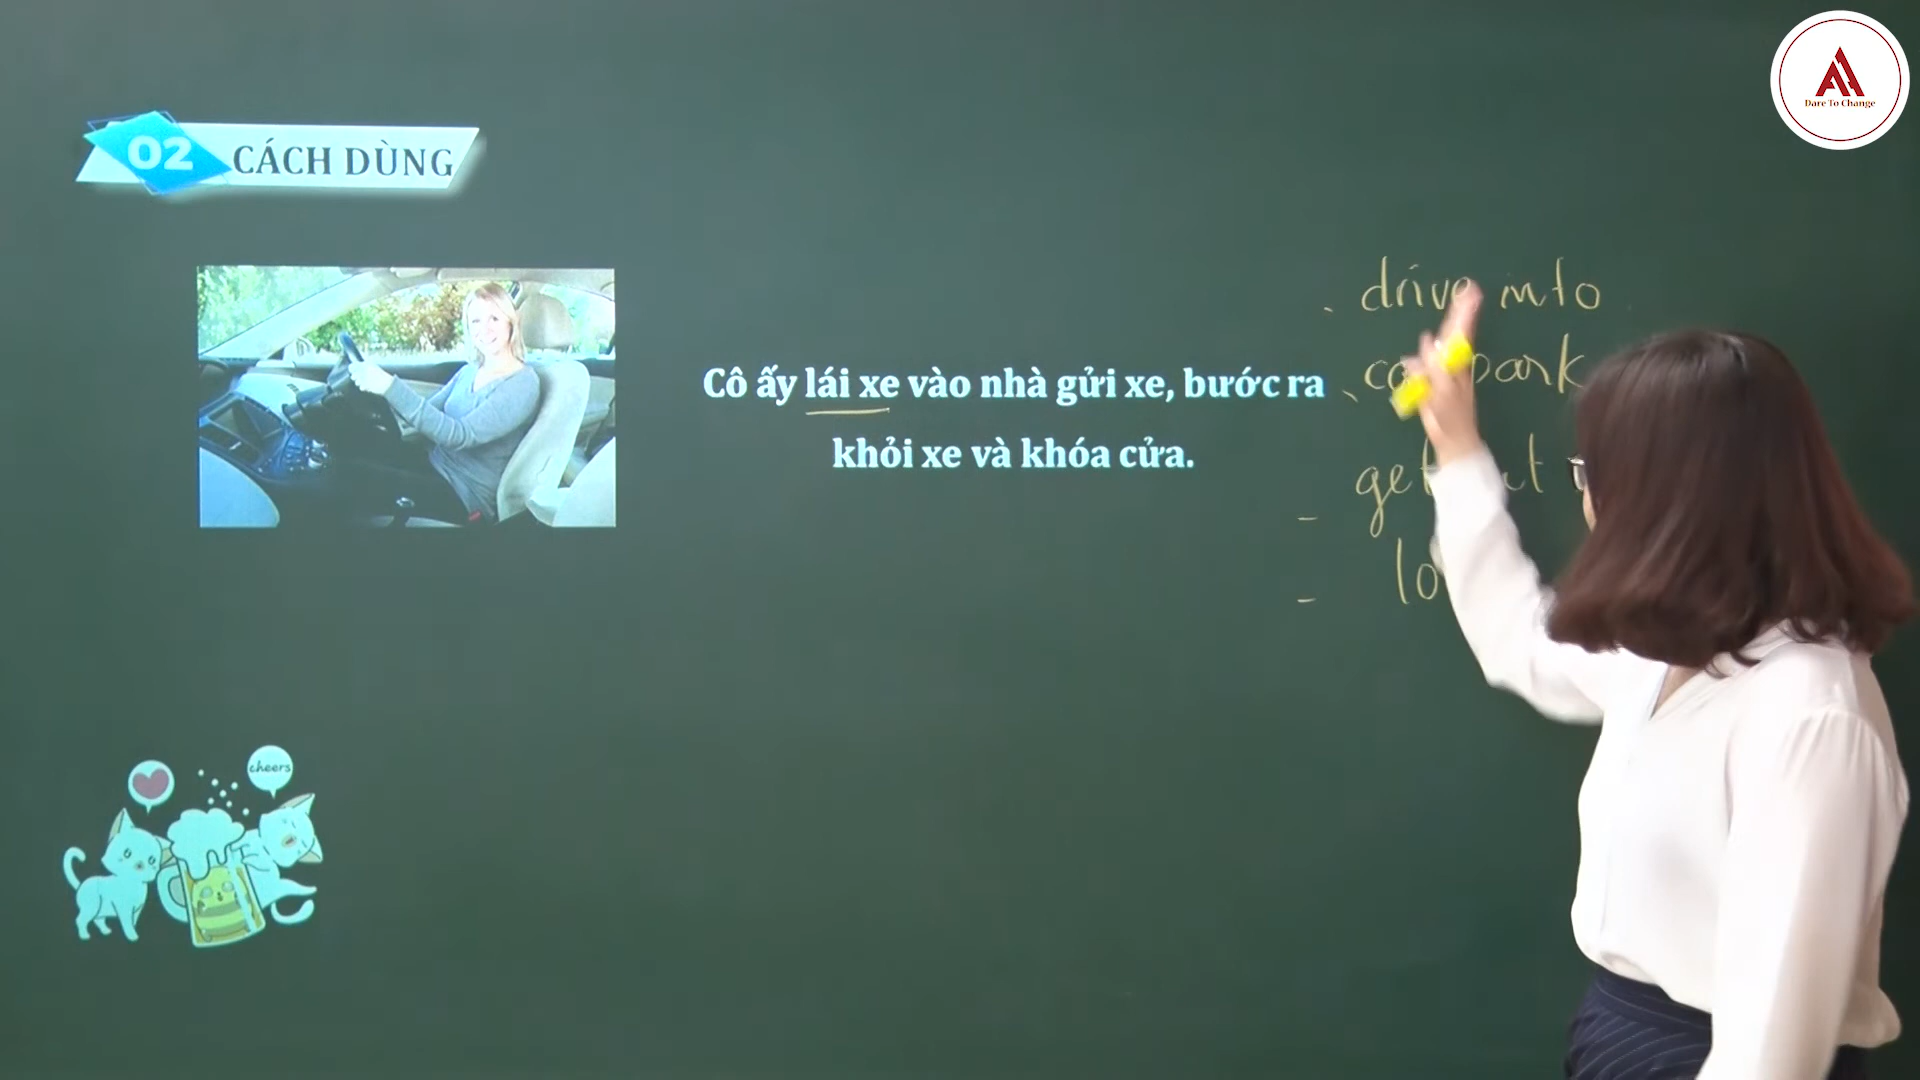 Dare To Change
02 CÁCH DÙNG
Cô ấy lái xe vào nhà gửi xe, bước ra
khỏi xe và khóa cửa.
drive into
park
get
cheers